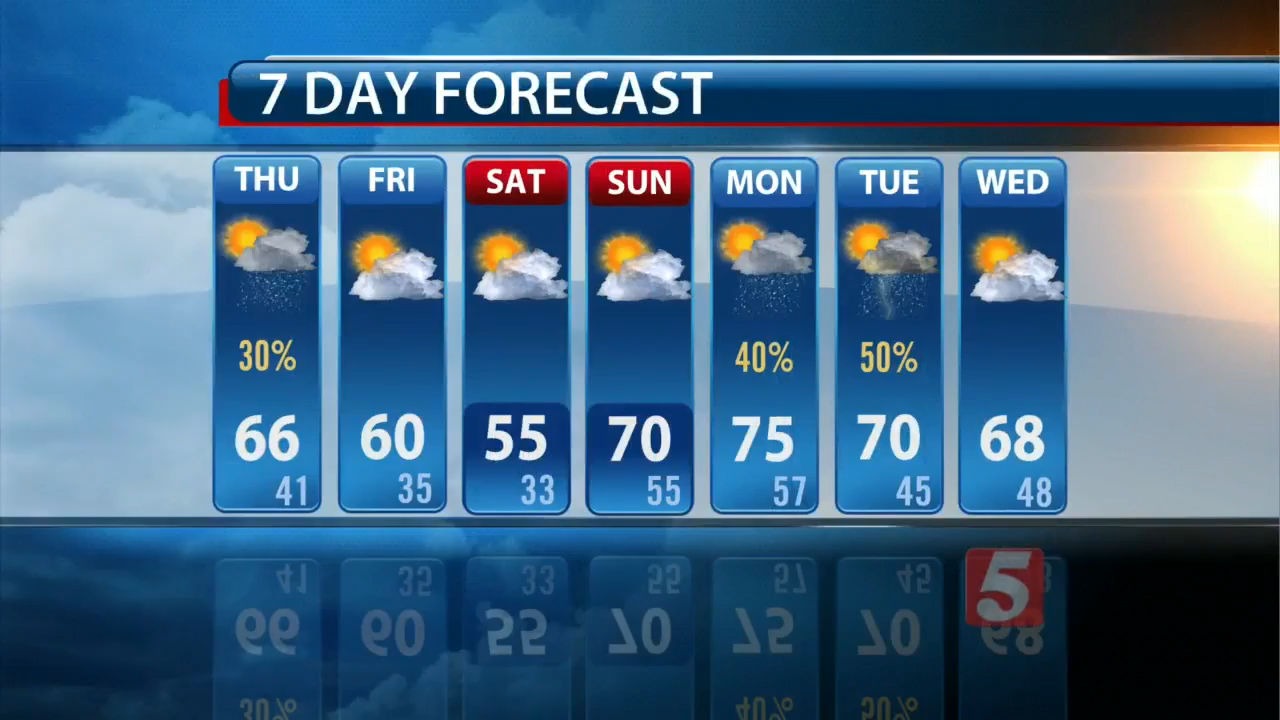 7 DAY FORECAST
THU FRI SAT SUN MON TUE WED
30% 40% 50%
66 60 55 70 75 70 68
41 35 33 55 57 45 48
5